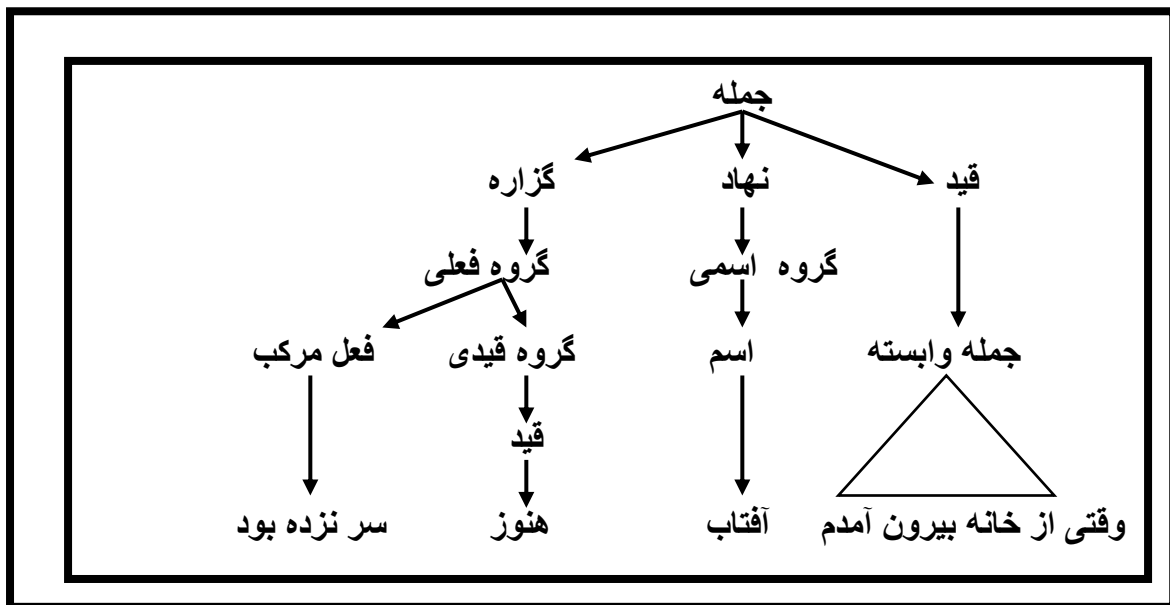 جمله
قید نهاد گزاره
گروه اسمی گروه فعلی
جمله وابسته اسم گروه قیدی فعل مرکب
قید
وقتی از خانه بیرون آمدم آفتاب هنوز سر نزده بود